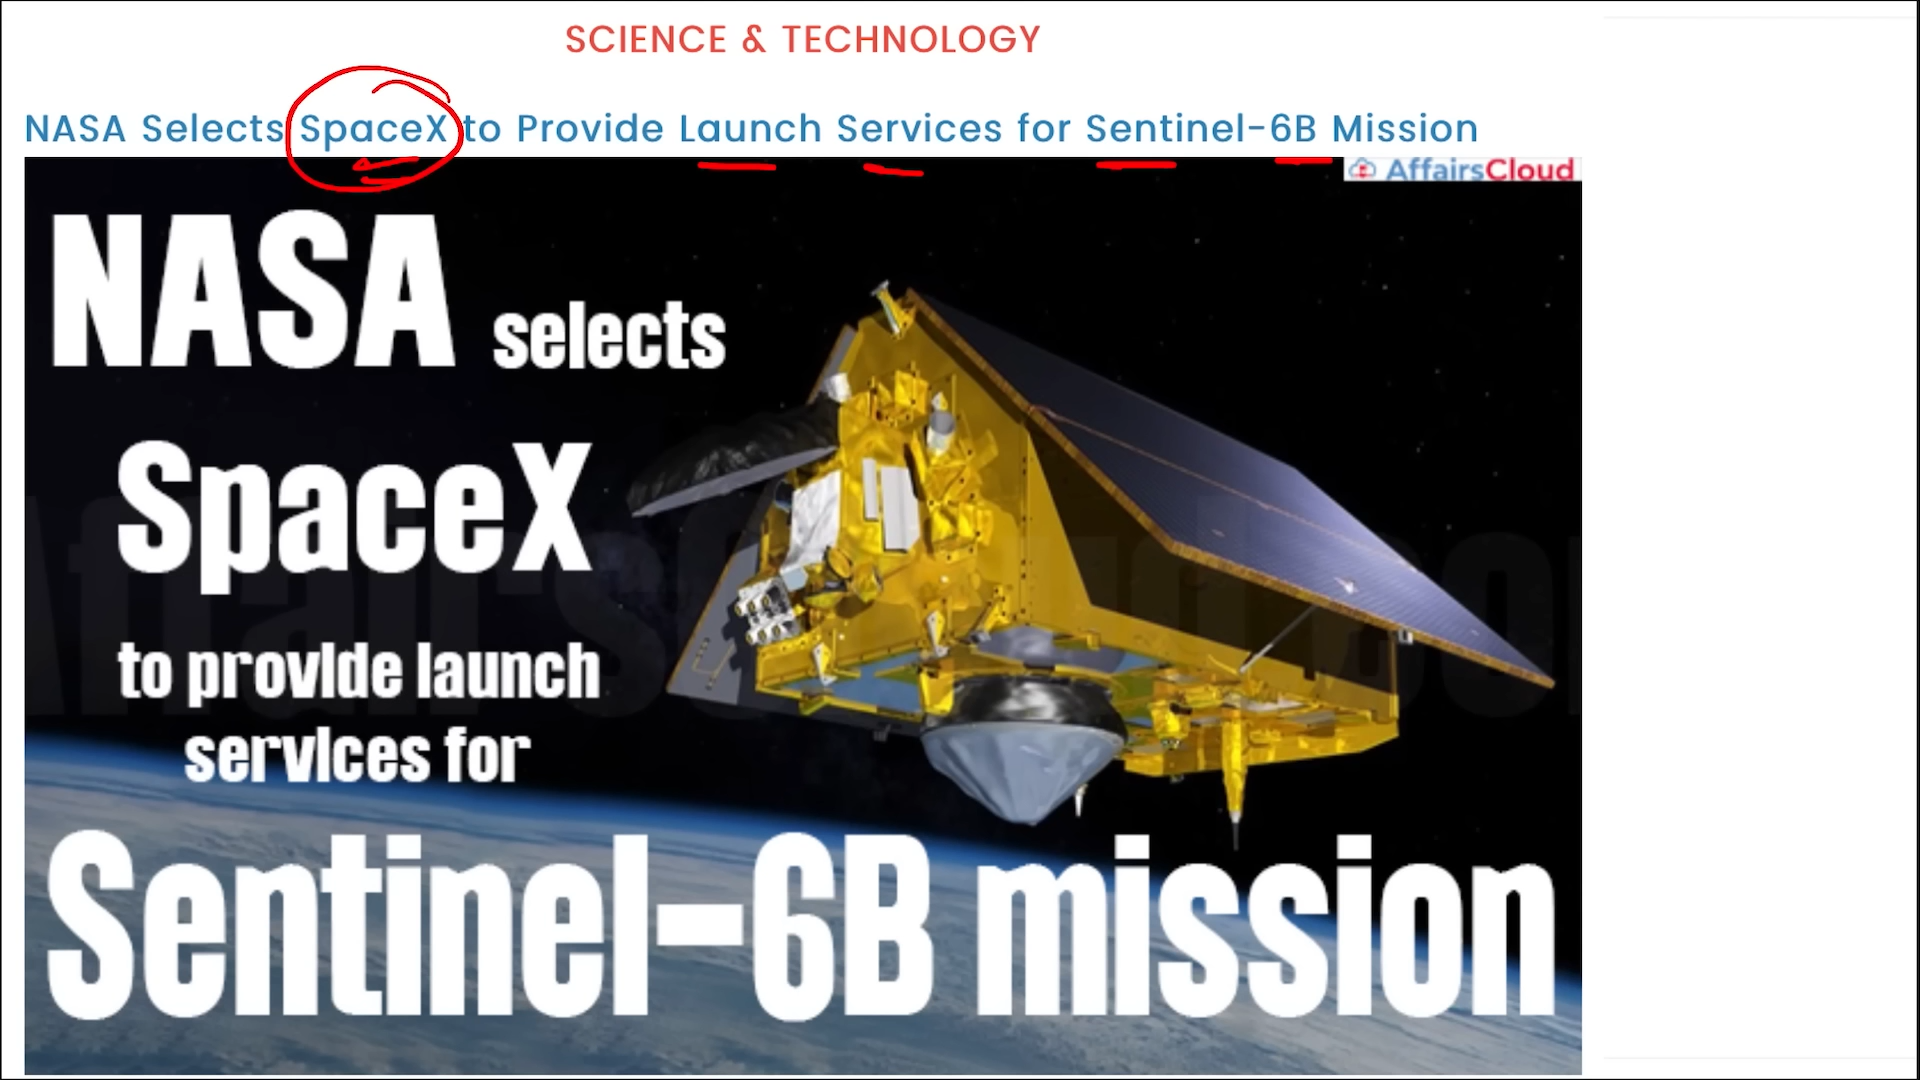 SCIENCE & TECHNOLOGY
NASA Selects SpaceX to Provide Launch Services for Sentinel-6B Mission
AffairsCloud
NASA selects
SpaceX
to provide launch
services for
Sentinel-6B mission